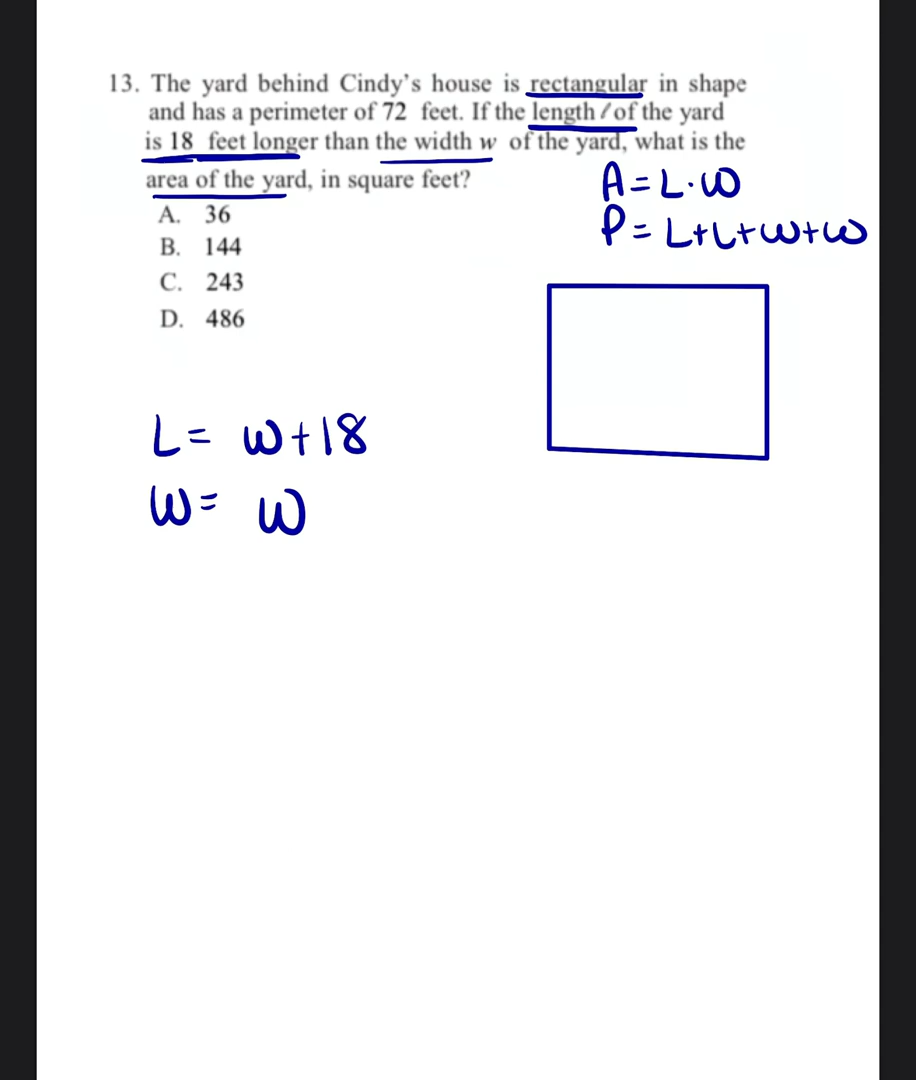 13. The yard behind Cindy's house is rectangular in shape
and has a perimeter of 72 feet. If the length l of the yard
is 18 feet longer than the width w of the yard, what is the
area of the yard, in square feet?
A = L · W
A. 36
P = L + L + W + W
B. 144
C. 243
D. 486
L = W + 18
W = W